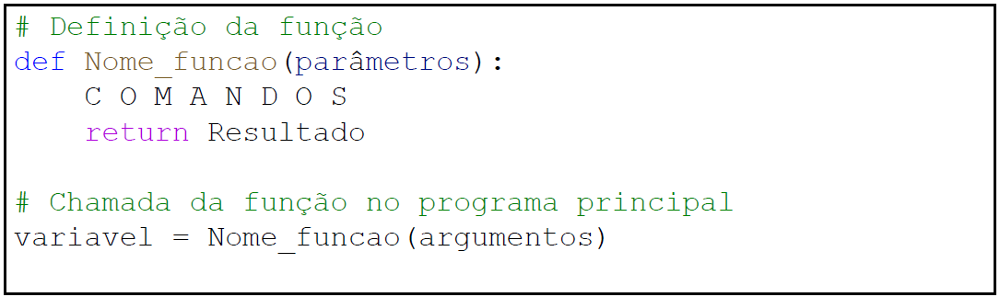 # Definição da função
def Nome_funcao(parâmetros):
    C O M A N D O S
    return Resultado
# Chamada da função no programa principal
variavel = Nome_funcao(argumentos)